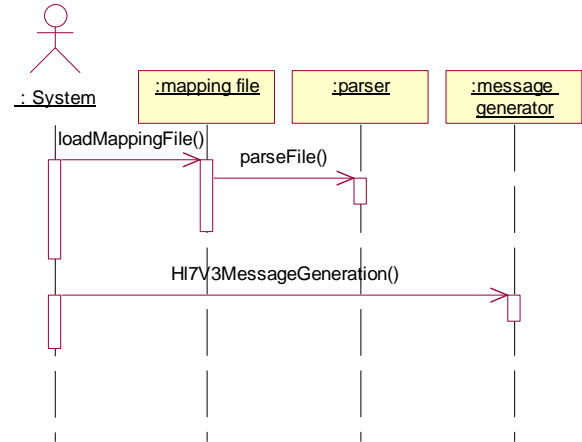 : System
:mapping file
:parser
:message
generator
loadMappingFile()
parseFile()
Hl7V3MessageGeneration()